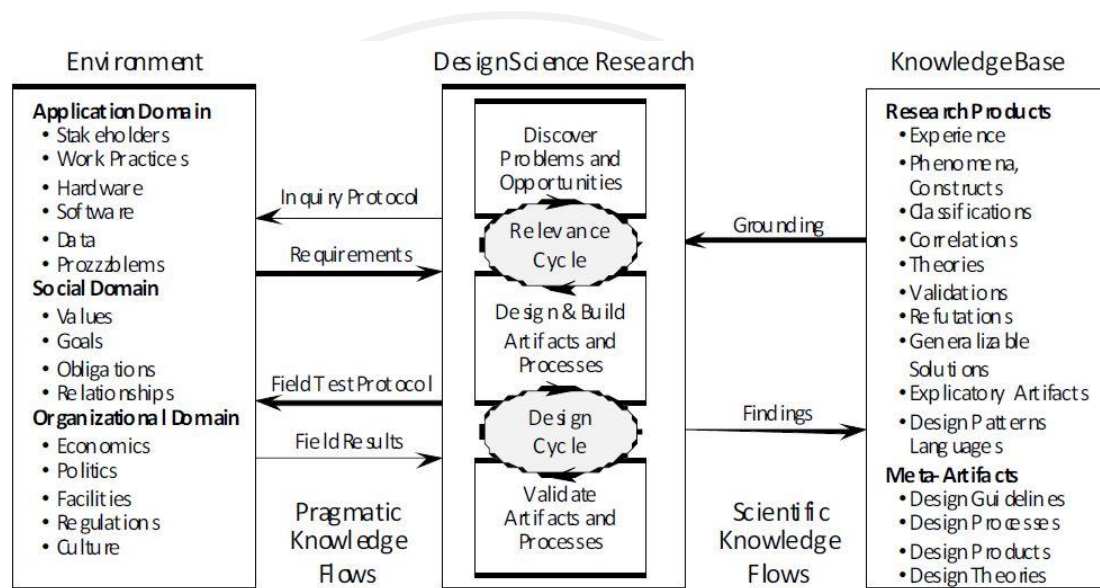 Environment
Application Domain
• Stakeholders
• Work Practices
• Hardware
• Software
• Data
• Prozzzblems
Social Domain
• Values
• Goals
• Obligations
• Relationships
Organizational Domain
• Economics
• Politics
• Facilities
• Regulations
• Culture
Inquiry Protocol
Requirements
Field Test Protocol
Field Results
Pragmatic
Knowledge
Flows
Design Science Research
Discover
Problems and
Opportunities
Relevance
Cycle
Design & Build
Artifacts and
Processes
Design
Cycle
Validate
Artifacts and
Processes
Grounding
Findings
Scientific
Knowledge
Flows
Knowledge Base
Research Products
• Experience
• Phenomena,
Constructs
• Classifications
• Correlations
• Theories
• Validations
• Refutations
• Generalizable
Solutions
• Explicatory Artifacts
• Design Patterns
Languages
Meta-Artifacts
• Design Guidelines
• Design Processes
• Design Products
• Design Theories